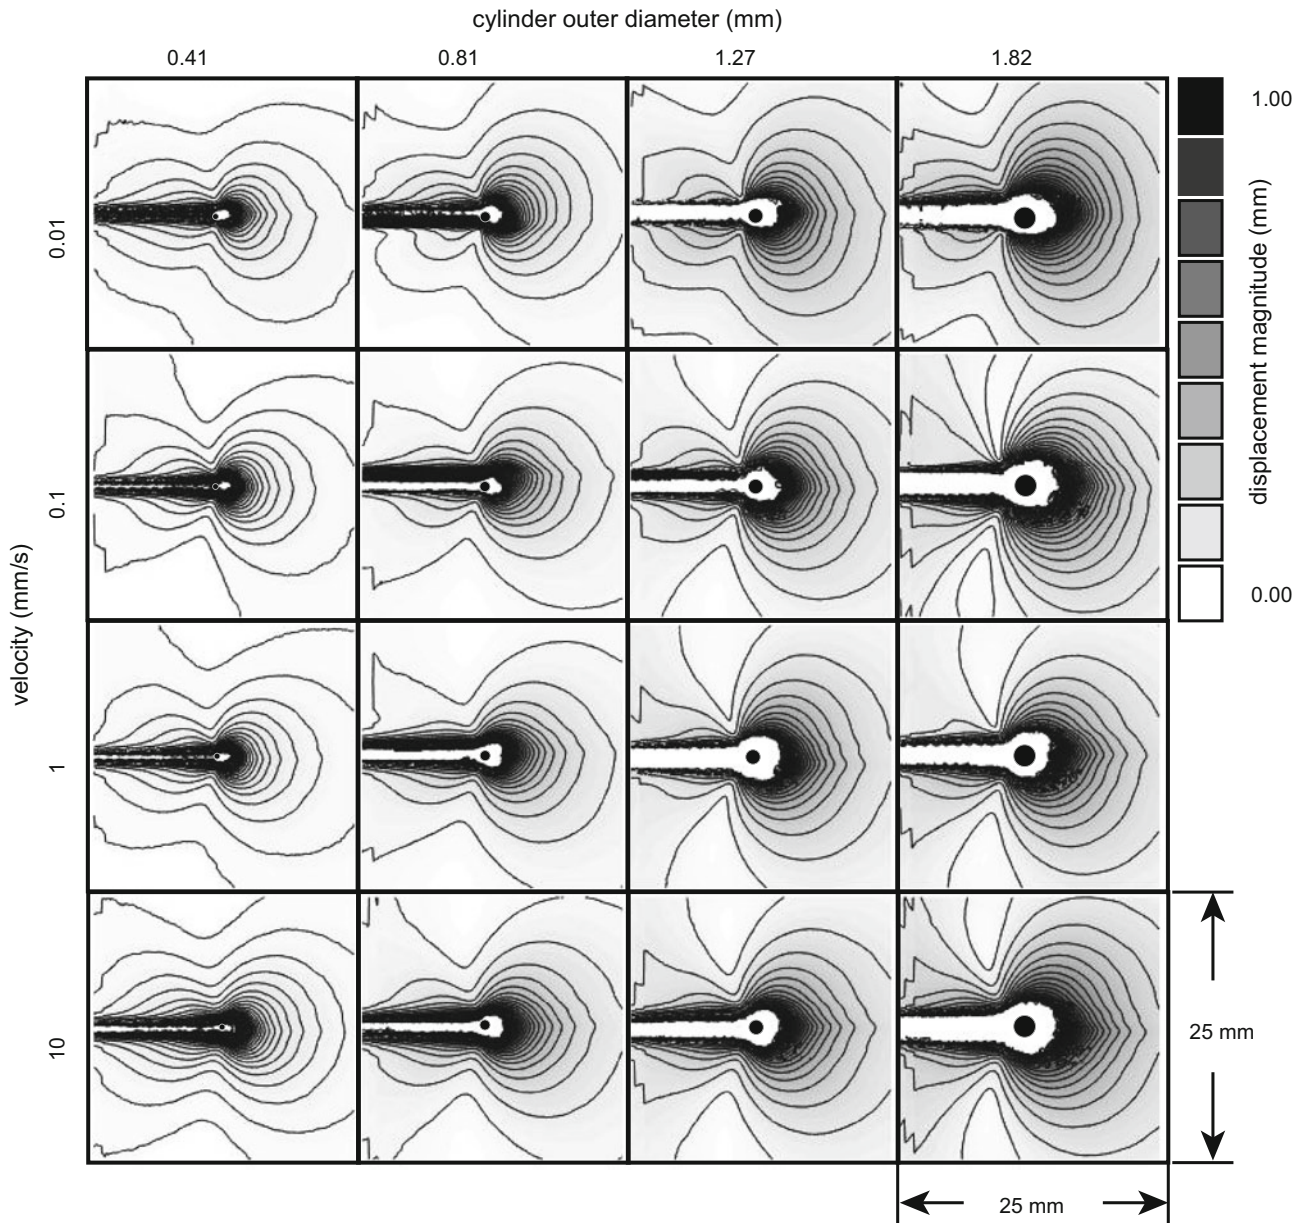 cylinder outer diameter (mm)
0.41 0.81 1.27 1.82
1.00
displacement magnitude (mm)
0.00
velocity (mm/s)
0.01
0.1
1
10
25 mm
25 mm